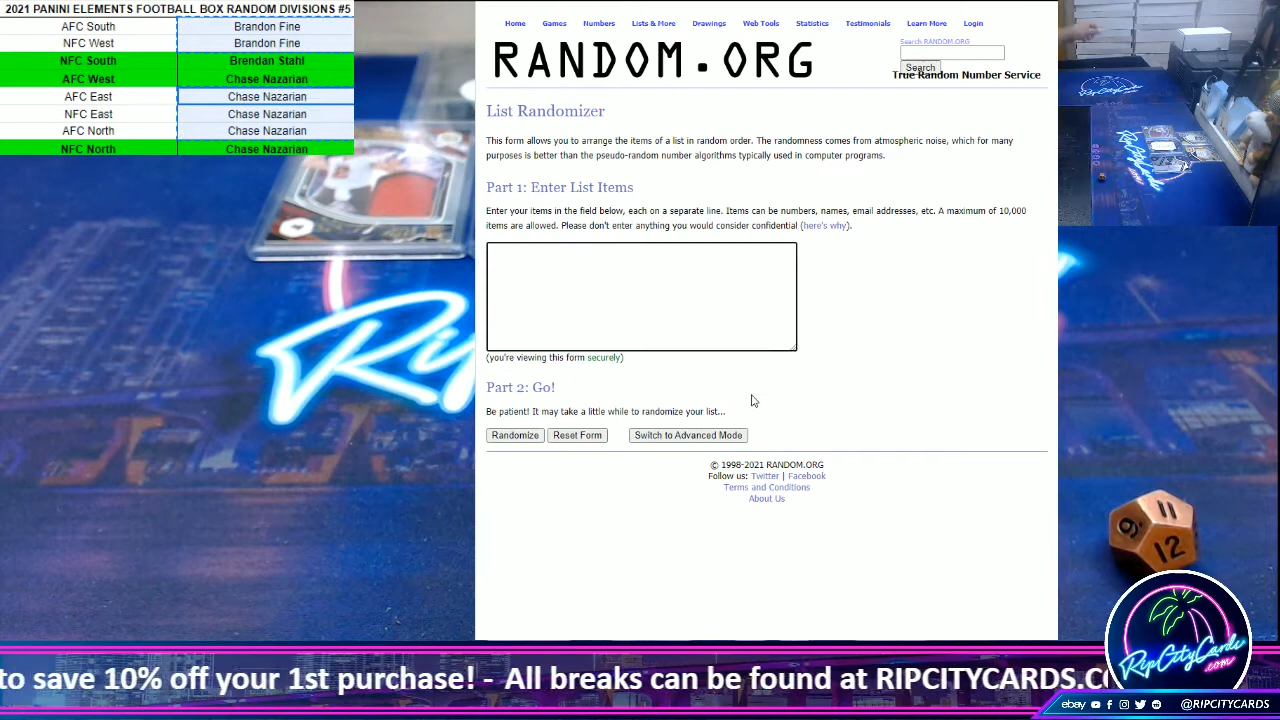 2021 PANINI ELEMENTS FOOTBALL BOX RANDOM DIVISIONS #5
AFC South Brandon Fine
NFC West Brandon Fine
NFC South Brendan Stahl
AFC West Chase Nazarian
AFC East Chase Nazarian
NFC East Chase Nazarian
AFC North Chase Nazarian
NFC North Chase Nazarian
Home Games Numbers Lists & More Drawings Web Tools Statistics Testimonials Learn More Login
RANDOM.ORG
Search RANDOM.ORG
Search
True Random Number Service
List Randomizer
This form allows you to arrange the items of a list in random order. The randomness comes from atmospheric noise, which for many
purposes is better than the pseudo-random number algorithms typically used in computer programs.
Part 1: Enter List Items
Enter your items in the field below, each on a separate line. Items can be numbers, names, email addresses, etc. A maximum of 10,000
items are allowed. Please don't enter anything you would consider confidential (here's why).
(you're viewing this form securely)
Part 2: Go!
Be patient! It may take a little while to randomize your list...
Randomize Reset Form Switch to Advanced Mode
© 1998-2021 RANDOM.ORG
Follow us: Twitter | Facebook
Terms and Conditions
About Us
9 11 12
RipCityCards
.com
to save 10% off your 1st purchase! - All breaks can be found at RIPCITYCARDS.C
ebay @RIPCITYCARDS